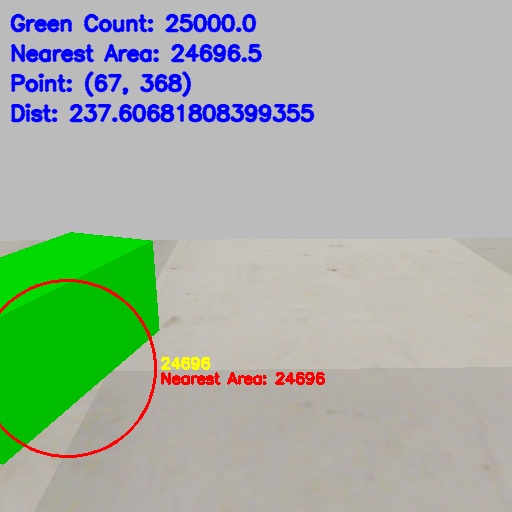 Green Count: 25000.0
Nearest Area: 24696.5
Point: (67, 368)
Dist: 237.60681808399355
24696
Nearest Area: 24696